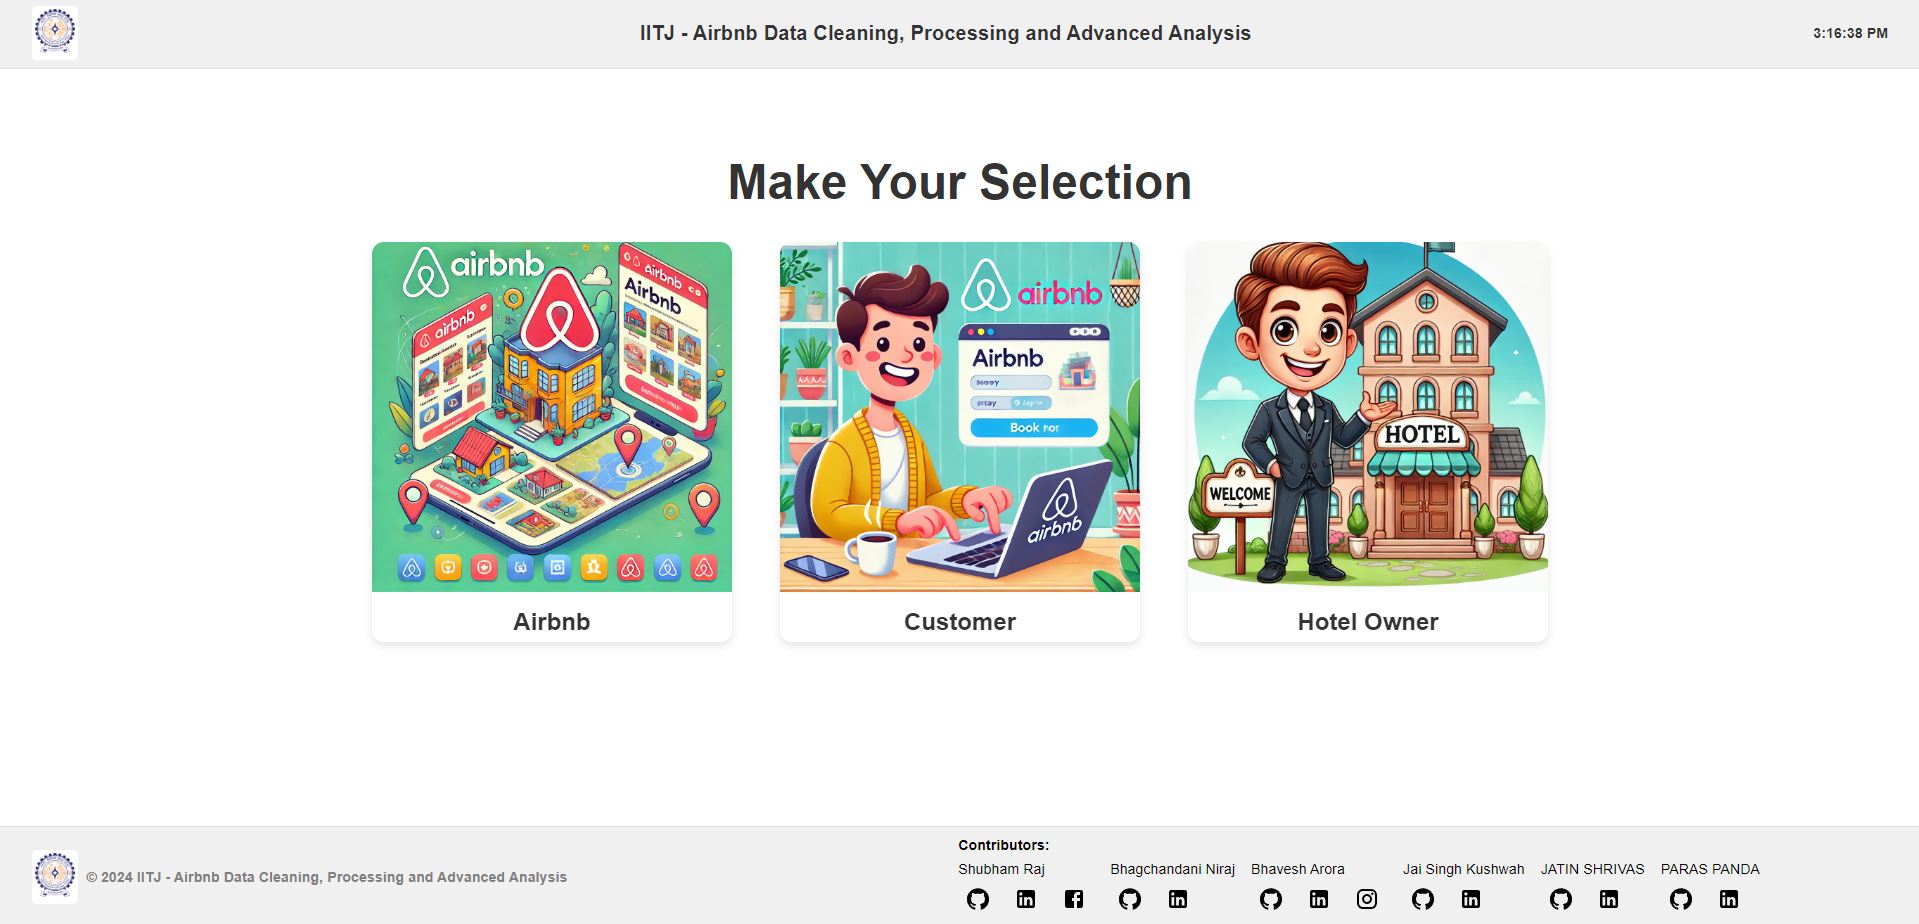 IITJ - Airbnb Data Cleaning, Processing and Advanced Analysis
3:16:38 PM
Make Your Selection
airbnb
airbnb
Airbnb
airbnb
airbnb
Airbnb
Book
airbnb
HOTEL
WELCOME
Airbnb
Customer
Hotel Owner
© 2024 IITJ - Airbnb Data Cleaning, Processing and Advanced Analysis
Contributors:
Shubham Raj
Bhagchandani Niraj
Bhavesh Arora
Jai Singh Kushwah
JATIN SHRIVAS
PARAS PANDA